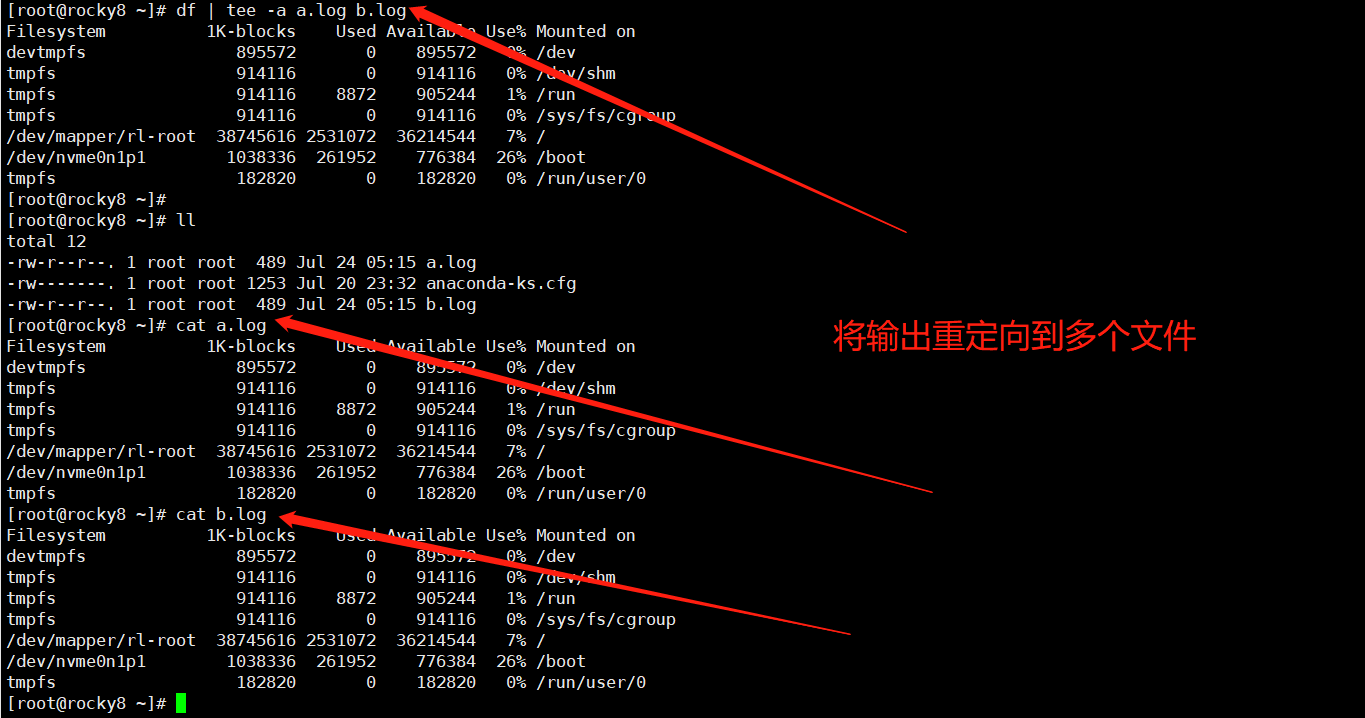 [root@rocky8 ~]# df | tee -a a.log b.log
Filesystem          1K-blocks    Used Available Use% Mounted on
devtmpfs               895572       0    895572   0% /dev
tmpfs                  914116       0    914116   0% /dev/shm
tmpfs                  914116    8872    905244   1% /run
tmpfs                  914116       0    914116   0% /sys/fs/cgroup
/dev/mapper/rl-root  38745616 2531072  36214544   7% /
/dev/nvme0n1p1        1038336  261952    776384  26% /boot
tmpfs                  182820       0    182820   0% /run/user/0
[root@rocky8 ~]#
[root@rocky8 ~]# ll
total 12
-rw-r--r--. 1 root root  489 Jul 24 05:15 a.log
-rw-------. 1 root root 1253 Jul 20 23:32 anaconda-ks.cfg
-rw-r--r--. 1 root root  489 Jul 24 05:15 b.log
[root@rocky8 ~]# cat a.log
将输出重定向到多个文件
Filesystem          1K-blocks    Used Available Use% Mounted on
devtmpfs               895572       0    895572   0% /dev
tmpfs                  914116       0    914116   0% /dev/shm
tmpfs                  914116    8872    905244   1% /run
tmpfs                  914116       0    914116   0% /sys/fs/cgroup
/dev/mapper/rl-root  38745616 2531072  36214544   7% /
/dev/nvme0n1p1        1038336  261952    776384  26% /boot
tmpfs                  182820       0    182820   0% /run/user/0
[root@rocky8 ~]# cat b.log
Filesystem          1K-blocks    Used Available Use% Mounted on
devtmpfs               895572       0    895572   0% /dev
tmpfs                  914116       0    914116   0% /dev/shm
tmpfs                  914116    8872    905244   1% /run
tmpfs                  914116       0    914116   0% /sys/fs/cgroup
/dev/mapper/rl-root  38745616 2531072  36214544   7% /
/dev/nvme0n1p1        1038336  261952    776384  26% /boot
tmpfs                  182820       0    182820   0% /run/user/0
[root@rocky8 ~]#